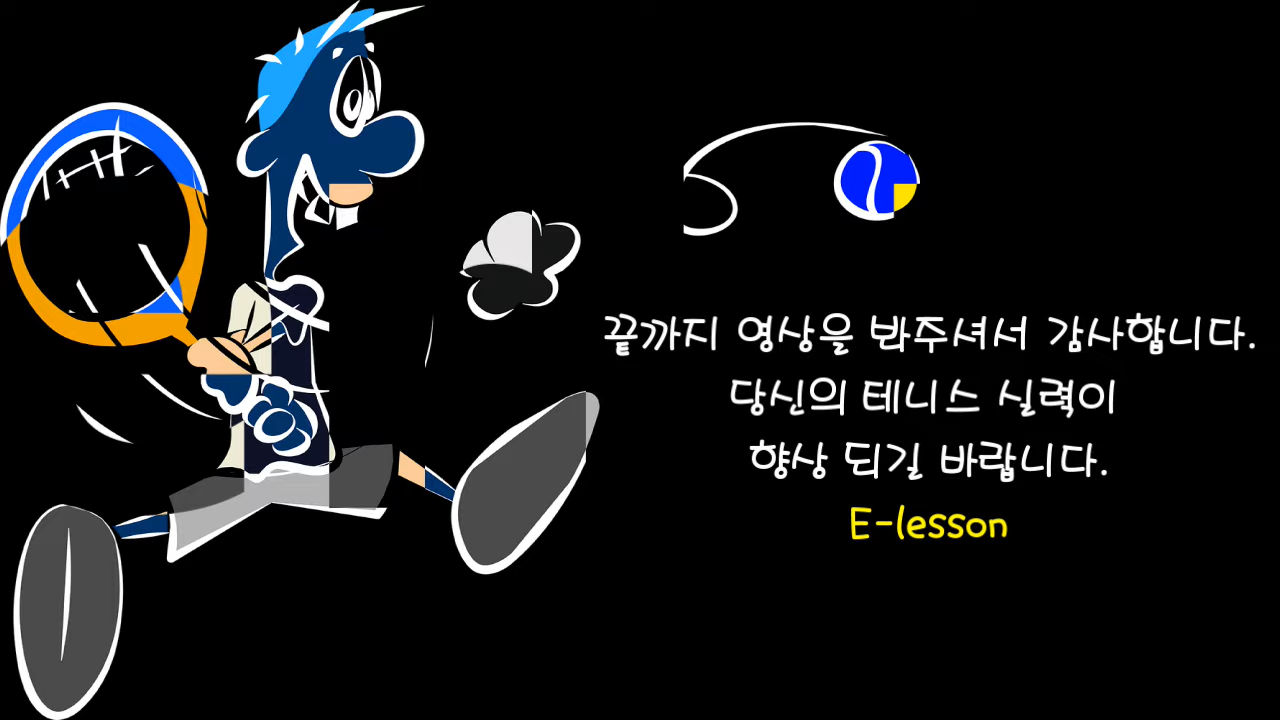 끝까지 영상을 봐주셔서 감사합니다.
당신의 테니스 실력이
향상 되길 바랍니다.
E-lesson